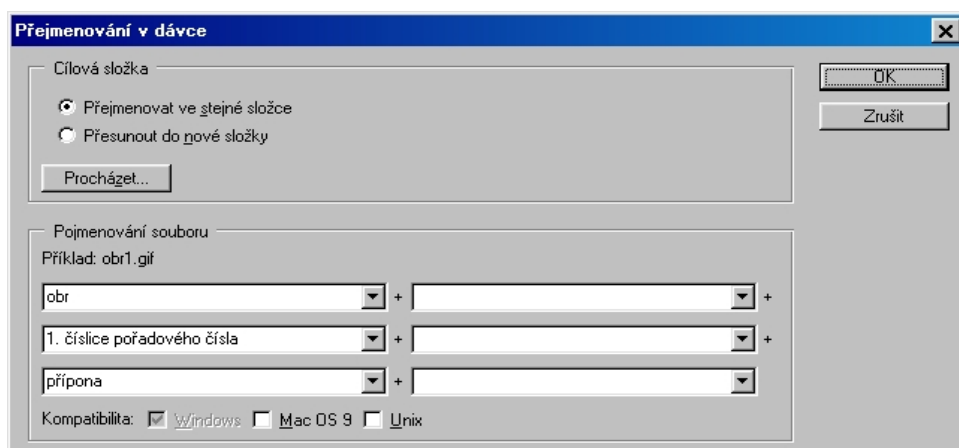 Přejmenování v dávce
Cílová složka
OK
Přejmenovat ve stejné složce
Zrušit
Přesunout do nové složky
Procházet...
Pojmenování souboru
Příklad: obr1.gif
obr + +
1. číslice pořadového čísla + +
přípona +
Kompatibilita: Windows Mac OS 9 Unix